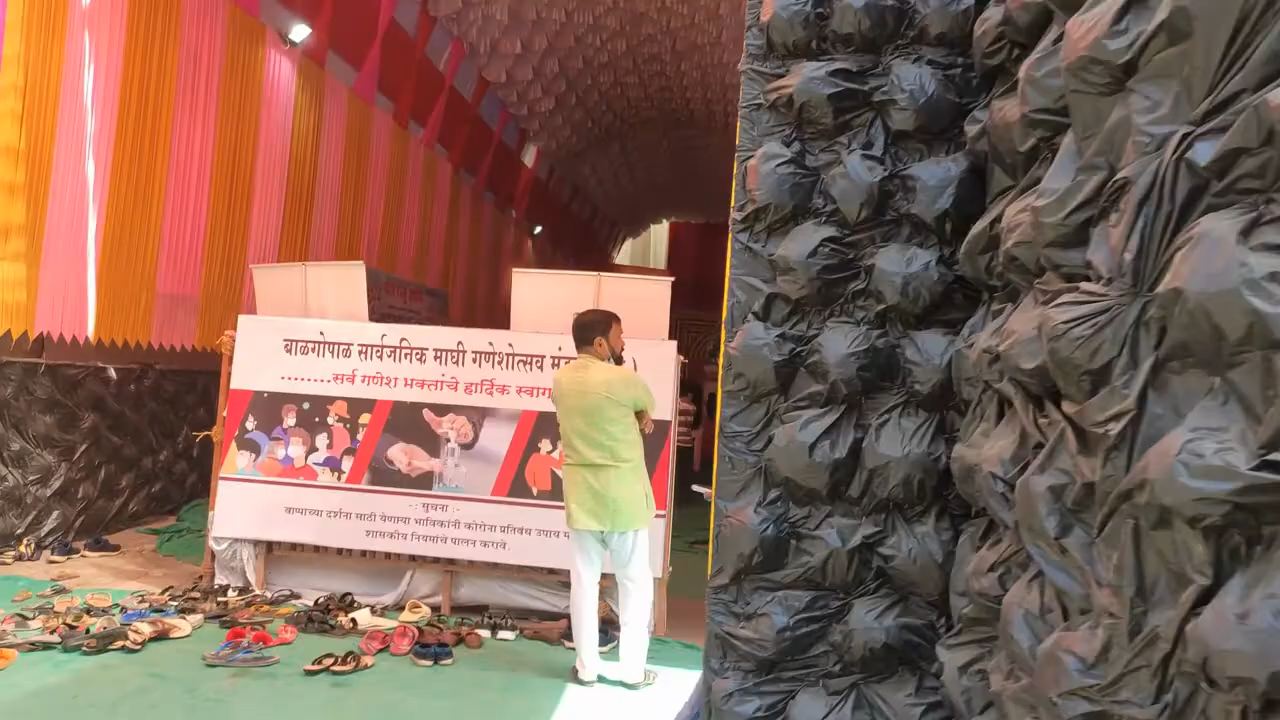 बाळगोपाळ सार्वजनिक माघी गणेशोत्सव
........सर्व गणेश भक्तांचे हार्दिक
-: सुचना :-
बाप्पाच्या दर्शना साठी येणाऱ्या भाविकांनी कोरोना प्रतिबंध उपाय
शासकीय नियमांचे पालन करावे.